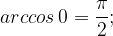 arccos 0 = π/2;